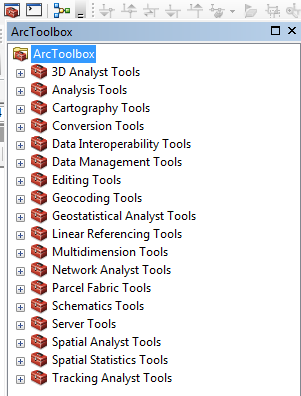 ArcToolbox
ArcToolbox
3D Analyst Tools
Analysis Tools
Cartography Tools
Conversion Tools
Data Interoperability Tools
Data Management Tools
Editing Tools
Geocoding Tools
Geostatistical Analyst Tools
Linear Referencing Tools
Multidimension Tools
Network Analyst Tools
Parcel Fabric Tools
Schematics Tools
Server Tools
Spatial Analyst Tools
Spatial Statistics Tools
Tracking Analyst Tools